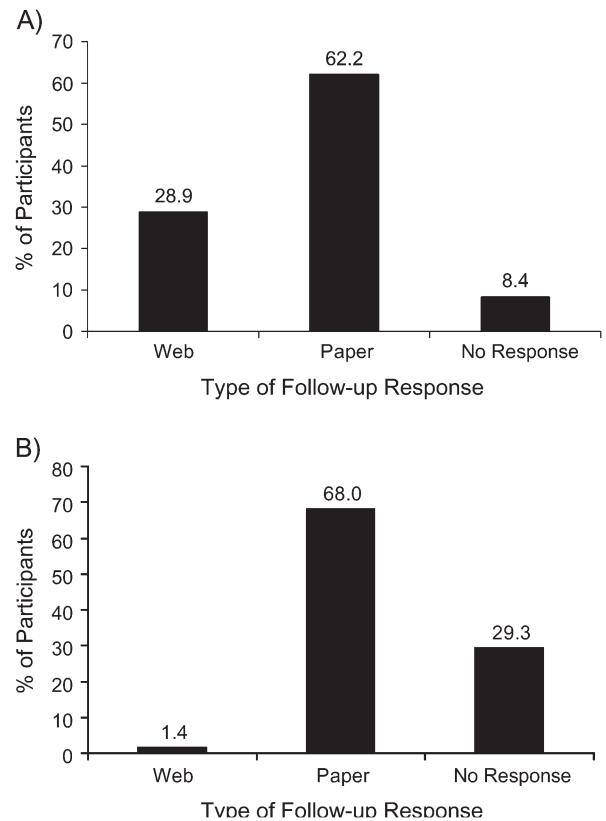 A)
% of Participants
70
60
50
40
30
20
10
0
28.9
62.2
8.4
Web
Paper
No Response
Type of Follow-up Response
B)
% of Participants
80
70
60
50
40
30
20
10
0
1.4
68.0
29.3
Web
Paper
No Response
Type of Follow-up Response